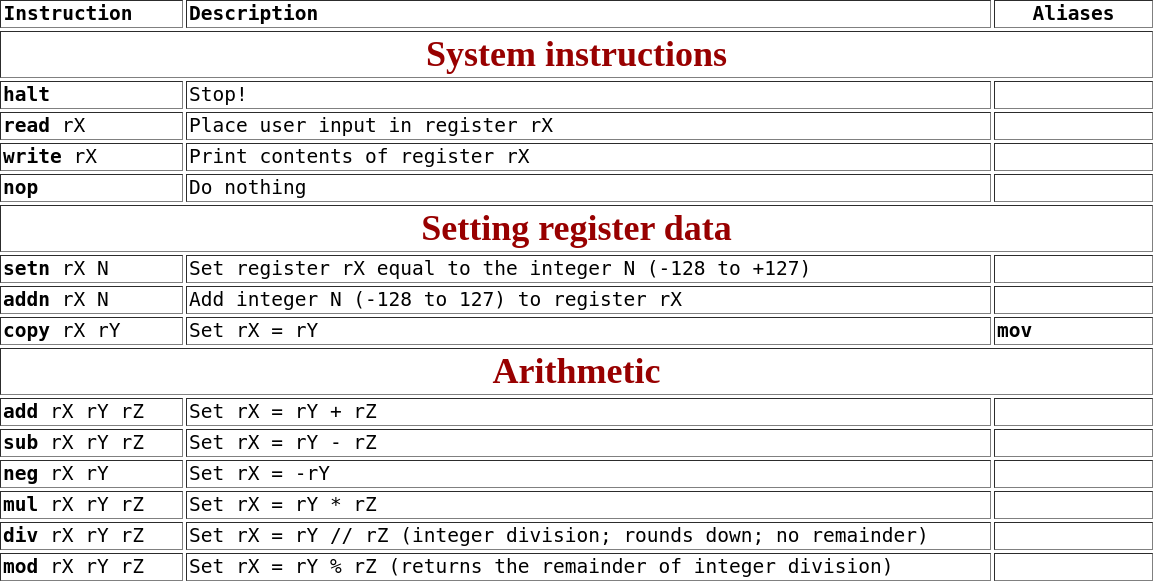 Instruction Description Aliases
System instructions
halt Stop!
read rX Place user input in register rX
write rX Print contents of register rX
nop Do nothing
Setting register data
setn rX N Set register rX equal to the integer N (-128 to +127)
addn rX N Add integer N (-128 to 127) to register rX
copy rX rY Set rX = rY mov
Arithmetic
add rX rY rZ Set rX = rY + rZ
sub rX rY rZ Set rX = rY - rZ
neg rX rY Set rX = -rY
mul rX rY rZ Set rX = rY * rZ
div rX rY rZ Set rX = rY // rZ (integer division; rounds down; no remainder)
mod rX rY rZ Set rX = rY % rZ (returns the remainder of integer division)